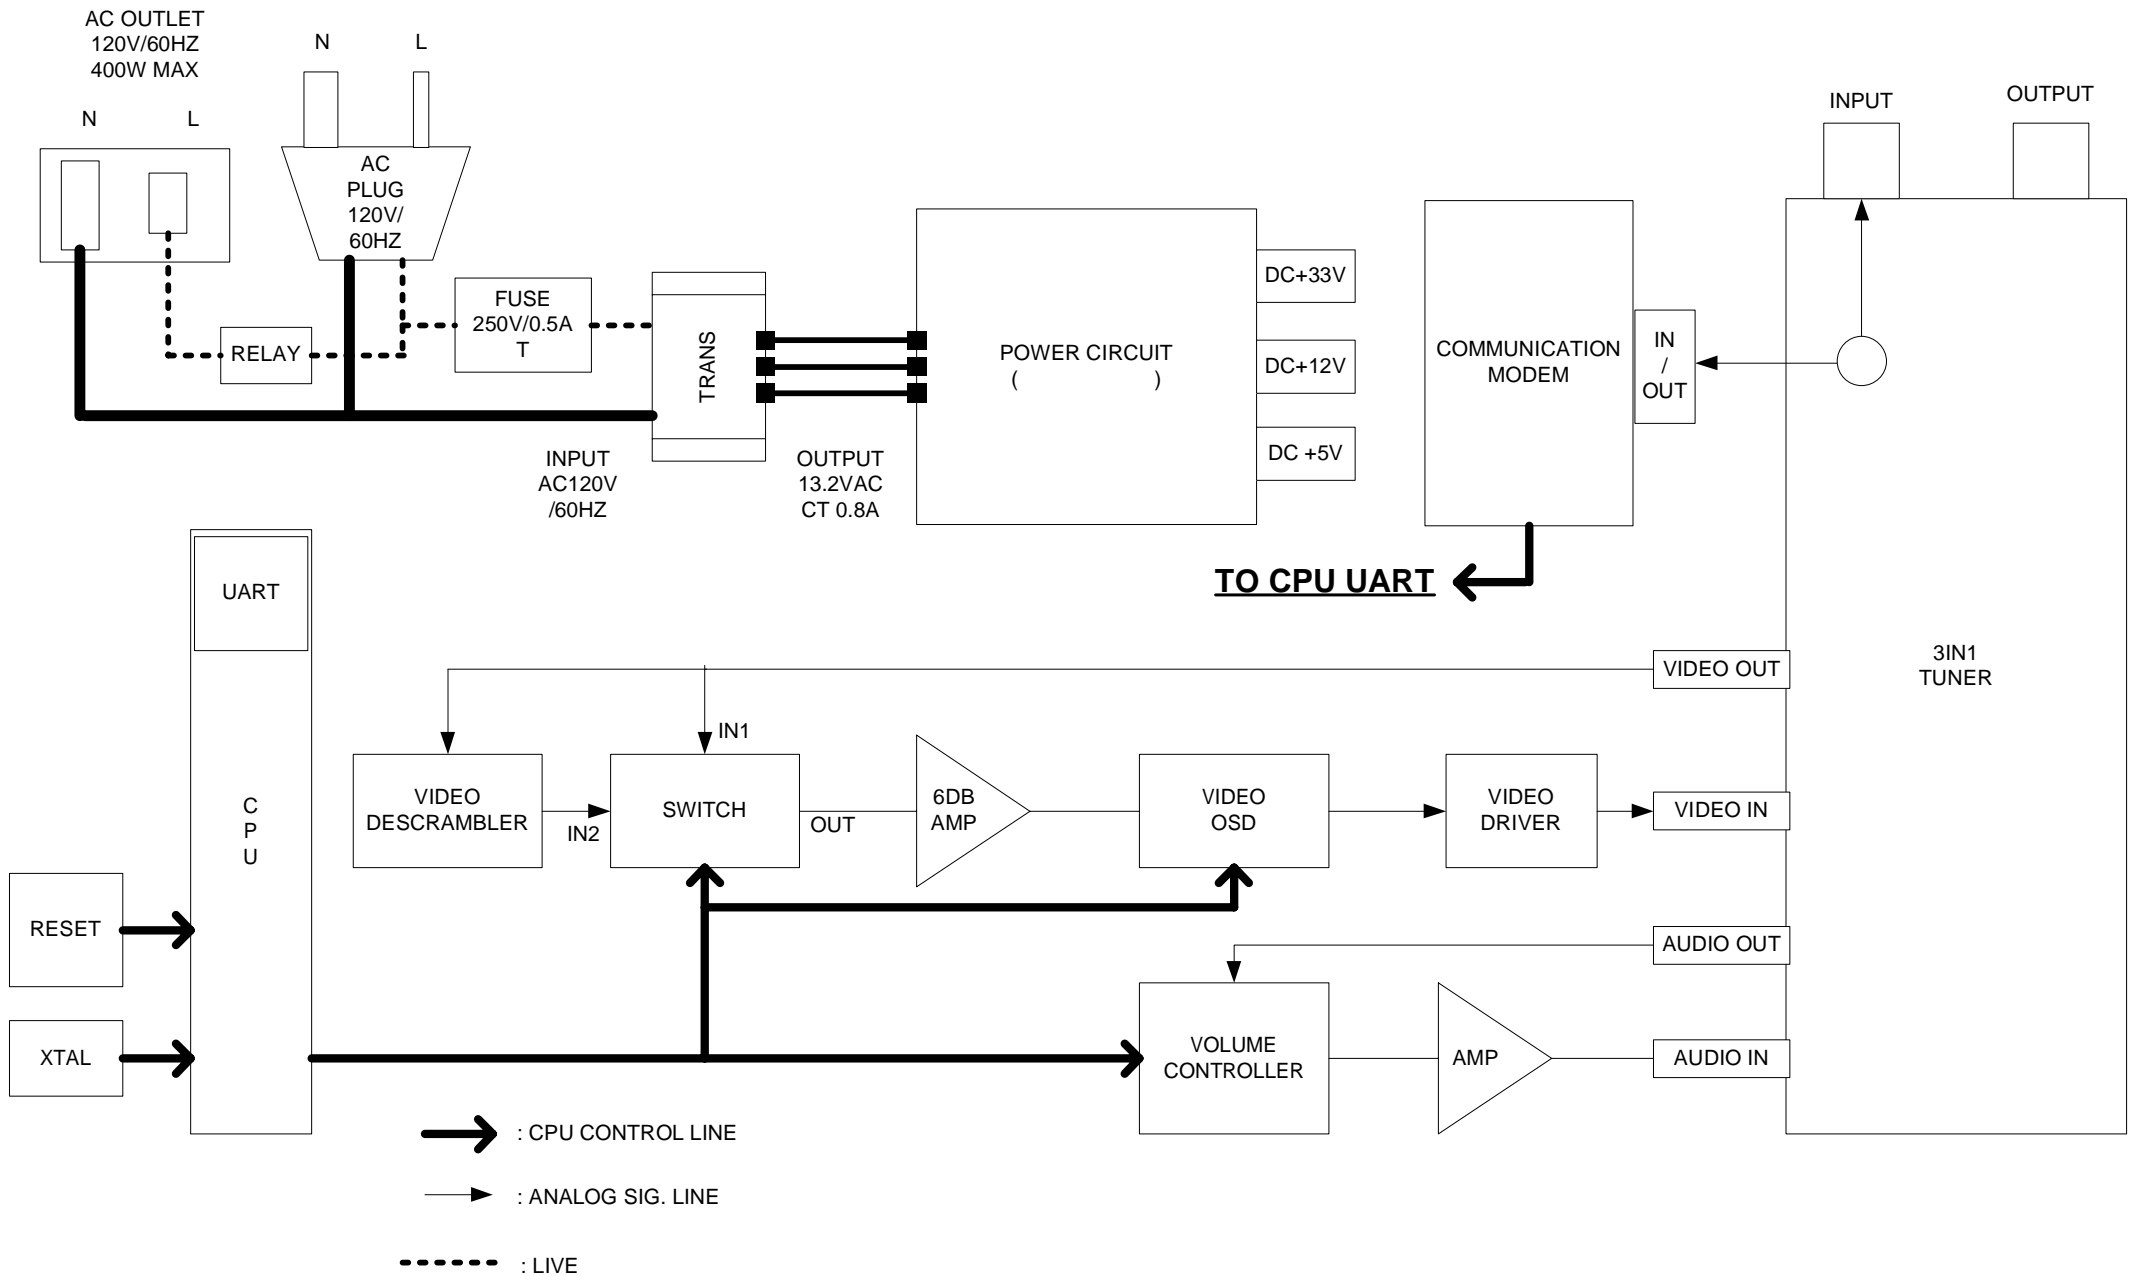 AC OUTLET
120V/60HZ
400W MAX
N
L
N
L
AC
PLUG
120V/
60HZ
INPUT
OUTPUT
FUSE
250V/0.5A
T
RELAY
TRANS
POWER CIRCUIT
( )
DC+33V
DC+12V
DC +5V
COMMUNICATION
MODEM
IN
/
OUT
INPUT
AC120V
/60HZ
OUTPUT
13.2VAC
CT 0.8A
TO CPU UART
UART
C
P
U
3IN1
TUNER
VIDEO OUT
IN1
VIDEO
DESCRAMBLER
IN2
SWITCH
OUT
6DB
AMP
VIDEO
OSD
VIDEO
DRIVER
VIDEO IN
RESET
AUDIO OUT
XTAL
VOLUME
CONTROLLER
AMP
AUDIO IN
: CPU CONTROL LINE
: ANALOG SIG. LINE
: LIVE